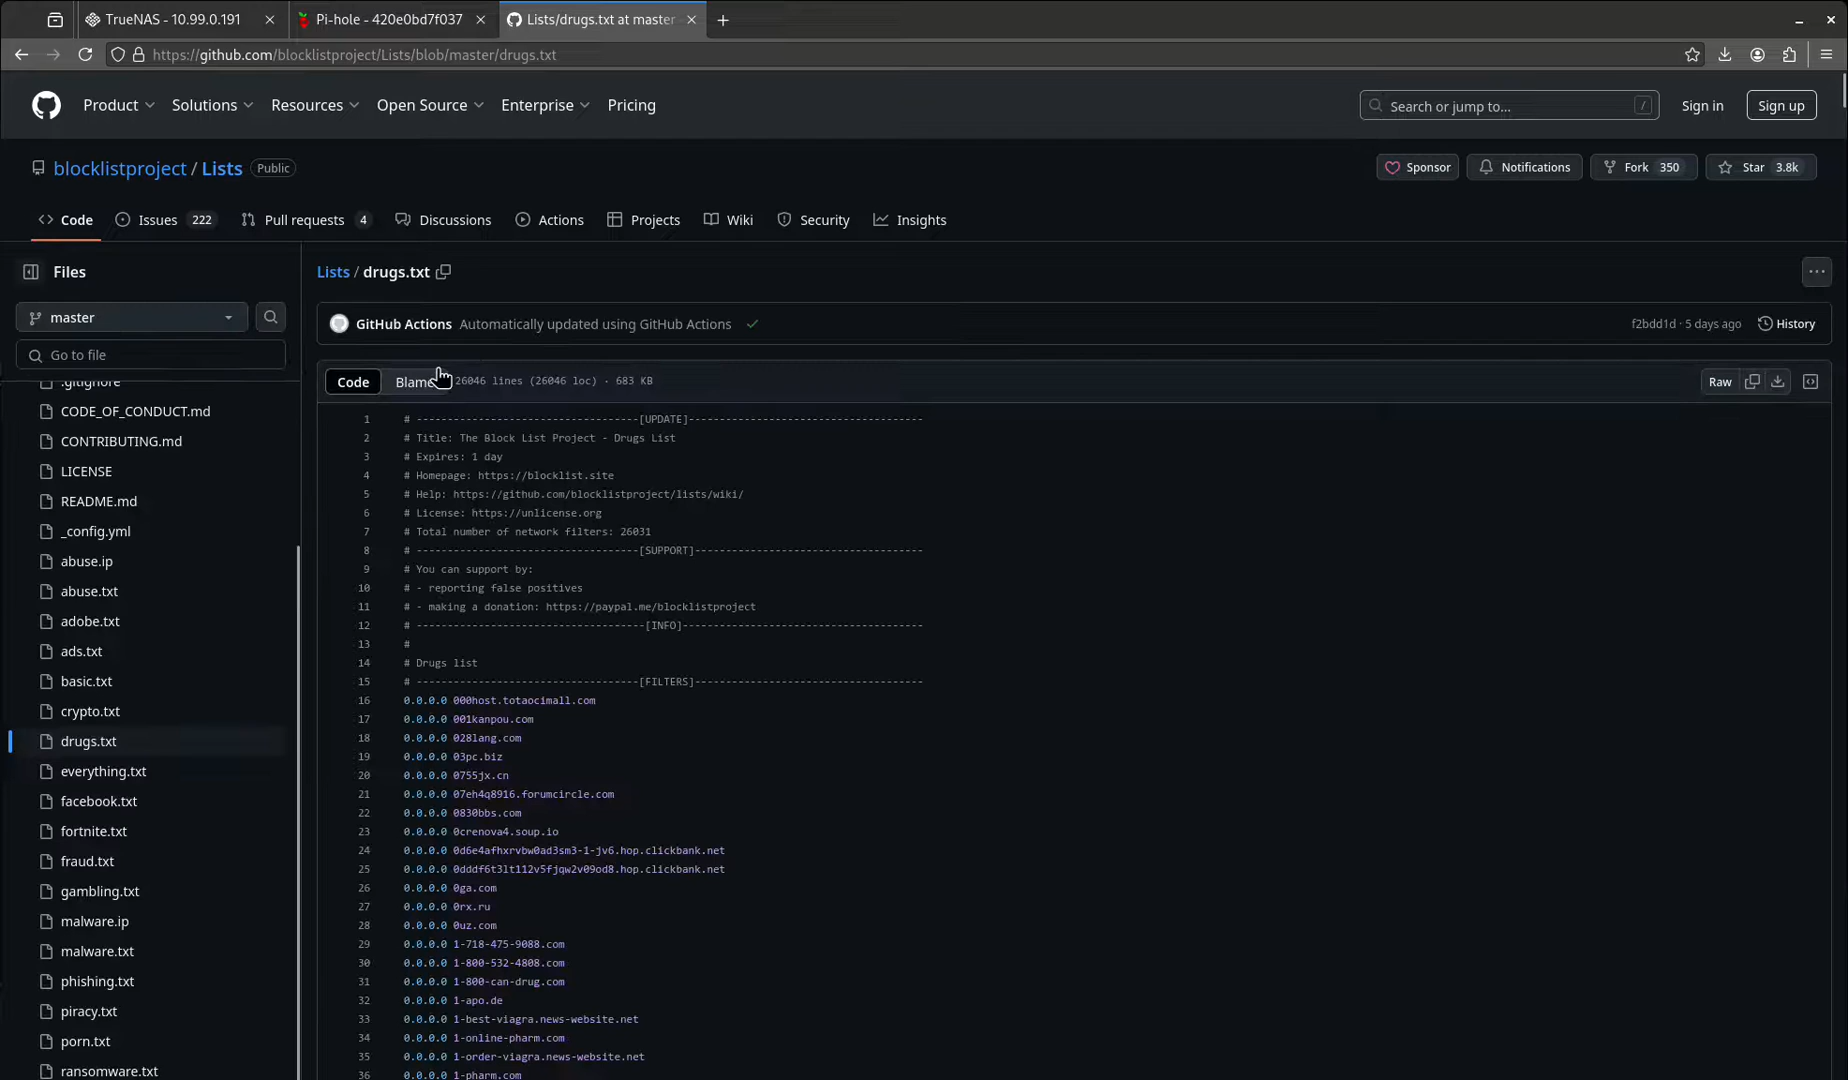 TrueNAS - 10.99.0.191
Pi-hole - 420e0bd7f037
Lists/drugs.txt at master
https://github.com/blocklistproject/Lists/blob/master/drugs.txt
Product
Solutions
Resources
Open Source
Enterprise
Pricing
Search or jump to...
/
Sign in
Sign up
blocklistproject / Lists Public
Sponsor
Notifications
Fork 350
Star 3.8k
Code
Issues 222
Pull requests 4
Discussions
Actions
Projects
Wiki
Security
Insights
Files
master
Go to file
.gitignore
CODE_OF_CONDUCT.md
CONTRIBUTING.md
LICENSE
README.md
_config.yml
abuse.ip
abuse.txt
adobe.txt
ads.txt
basic.txt
crypto.txt
drugs.txt
everything.txt
facebook.txt
fortnite.txt
fraud.txt
gambling.txt
malware.ip
malware.txt
phishing.txt
piracy.txt
porn.txt
ransomware.txt
Lists / drugs.txt
GitHub Actions Automatically updated using GitHub Actions
f2bdd1d · 5 days ago
History
Code
Blame
26046 lines (26046 loc) · 683 KB
Raw
1 # ------------------------------------[UPDATE]-------------------------------------
2 # Title: The Block List Project - Drugs List
3 # Expires: 1 day
4 # Homepage: https://blocklist.site
5 # Help: https://github.com/blocklistproject/lists/wiki/
6 # License: https://unlicense.org
7 # Total number of network filters: 26031
8 # ------------------------------------[SUPPORT]------------------------------------
9 # You can support by:
10 # - reporting false positives
11 # - making a donation: https://paypal.me/blocklistproject
12 # -------------------------------------[INFO]--------------------------------------
13 #
14 # Drugs list
15 # ------------------------------------[FILTERS]------------------------------------
16 0.0.0.0 000host.totaocimall.com
17 0.0.0.0 001kanpou.com
18 0.0.0.0 028lang.com
19 0.0.0.0 03pc.biz
20 0.0.0.0 0755jx.cn
21 0.0.0.0 07eh4q8916.forumcircle.com
22 0.0.0.0 0830bbs.com
23 0.0.0.0 0crenova4.soup.io
24 0.0.0.0 0d6e4afhxrvbw0ad3sm3-1-jv6.hop.clickbank.net
25 0.0.0.0 0dddf6t3lt112v5fjqw2v09od8.hop.clickbank.net
26 0.0.0.0 0ga.com
27 0.0.0.0 0rx.ru
28 0.0.0.0 0uz.com
29 0.0.0.0 1-718-475-9088.com
30 0.0.0.0 1-800-532-4808.com
31 0.0.0.0 1-800-can-drug.com
32 0.0.0.0 1-apo.de
33 0.0.0.0 1-best-viagra.news-website.net
34 0.0.0.0 1-online-pharm.com
35 0.0.0.0 1-order-viagra.news-website.net
36 0.0.0.0 1-pharm.com